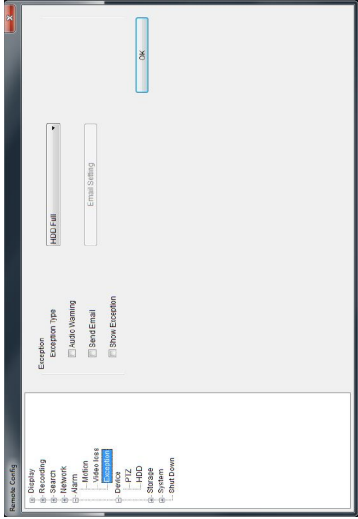 Remote Config
Display
Recording
Search
Network
Alarm
Motion
Video loss
Exception
Device
PTZ
HDD
Storage
System
Shut Down
Exception
Exception Type
HDD Full
Audio Warning
Send Email
Email Setting
Show Exception
OK